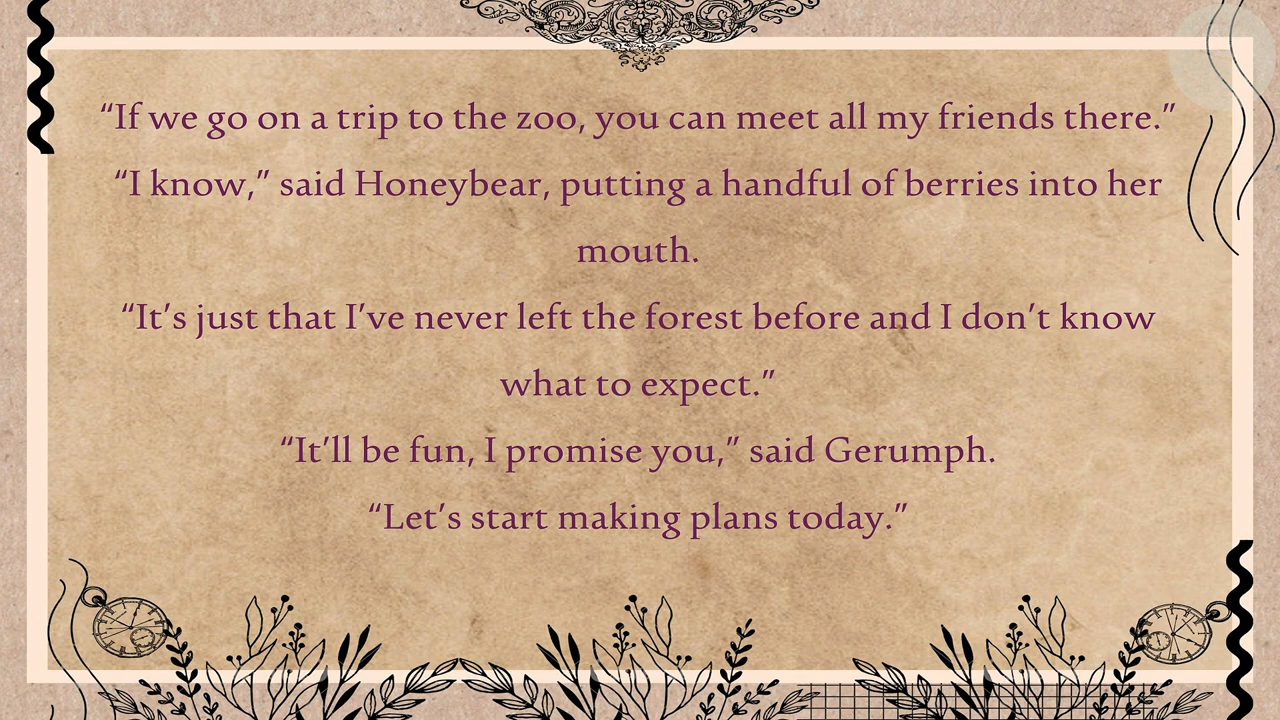 “If we go on a trip to the zoo, you can meet all my friends there.”
“I know,” said Honeybear, putting a handful of berries into her
mouth.
“It’s just that I’ve never left the forest before and I don’t know
what to expect.”
“It’ll be fun, I promise you,” said Gerumph.
“Let’s start making plans today.”